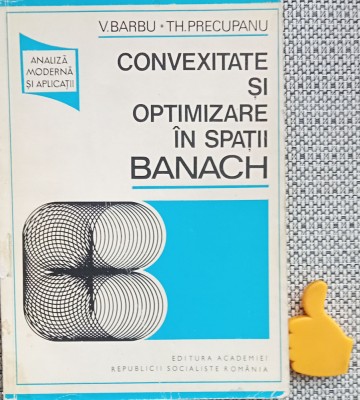 V. BARBU • TH. PRECUPANU
ANALIZĂ
MODERNĂ
ȘI APLICAȚII
CONVEXITATE
ȘI
OPTIMIZARE
ÎN SPAȚII
BANACH
EDITURA ACADEMIEI
REPUBLICII SOCIALISTE ROMÂNIA